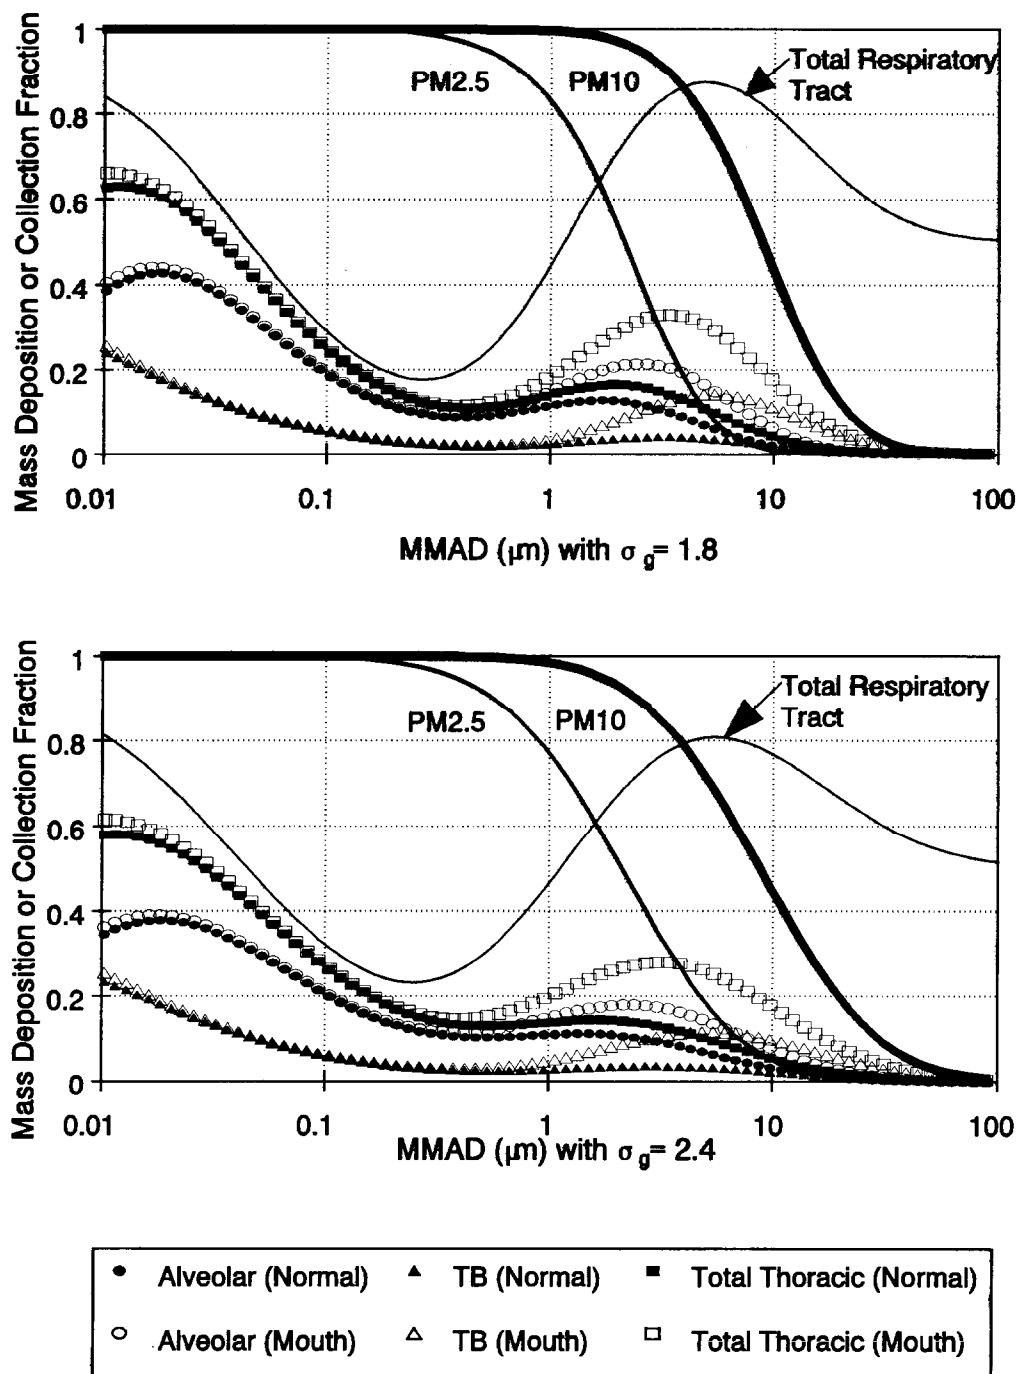 Mass Deposition or Collection Fraction
1
0.8
0.6
0.4
0.2
0
PM2.5
PM10
Total Respiratory
Tract
0.01
0.1
1
10
100
MMAD (μm) with σg= 1.8
Mass Deposition or Collection Fraction
1
0.8
0.6
0.4
0.2
0
PM2.5
PM10
Total Respiratory
Tract
0.01
0.1
1
10
100
MMAD (μm) with σg= 2.4
Alveolar (Normal)
TB (Normal)
Total Thoracic (Normal)
Alveolar (Mouth)
TB (Mouth)
Total Thoracic (Mouth)